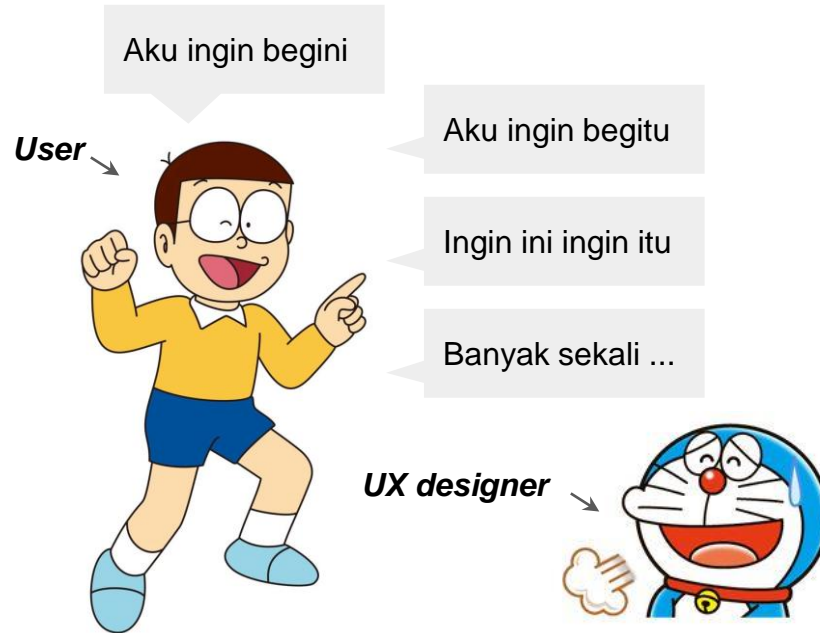 Aku ingin begini
User
Aku ingin begitu
Ingin ini ingin itu
Banyak sekali ...
UX designer